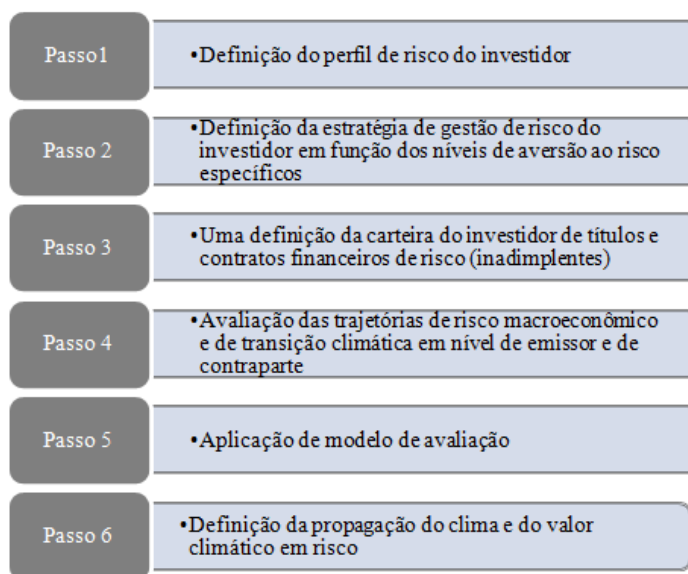 Passo1
•Definição do perfil de risco do investidor
Passo 2
•Definição da estratégia de gestão de risco do
investidor em função dos níveis de aversão ao risco
específicos
Passo 3
•Uma definição da carteira do investidor de títulos e
contratos financeiros de risco (inadimplentes)
Passo 4
•Avaliação das trajetórias de risco macroeconômico
e de transição climática em nível de emissor e de
contraparte
Passo 5
•Aplicação de modelo de avaliação
Passo 6
•Definição da propagação do clima e do valor
climático em risco